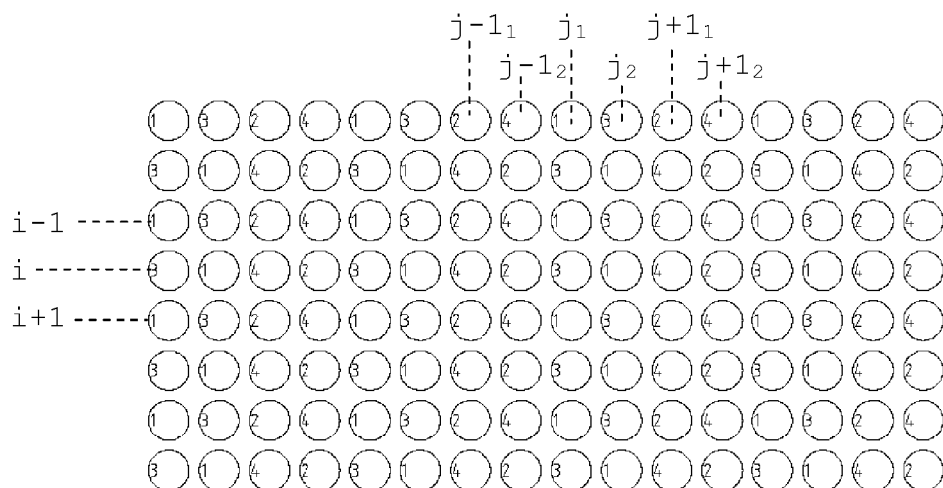 j-1₁ j₁ j+1₁
j-1₂ j₂ j+1₂
1 3 2 4 1 3 2 4 1 3 2 4 1 3 2 4
3 1 4 2 3 1 4 2 3 1 4 2 3 1 4 2
i-1 1 3 2 4 1 3 2 4 1 3 2 4 1 3 2 4
i 3 1 4 2 3 1 4 2 3 1 4 2 3 1 4 2
i+1 1 3 2 4 1 3 2 4 1 3 2 4 1 3 2 4
3 1 4 2 3 1 4 2 3 1 4 2 3 1 4 2
1 3 2 4 1 3 2 4 1 3 2 4 1 3 2 4
3 1 4 2 3 1 4 2 3 1 4 2 3 1 4 2